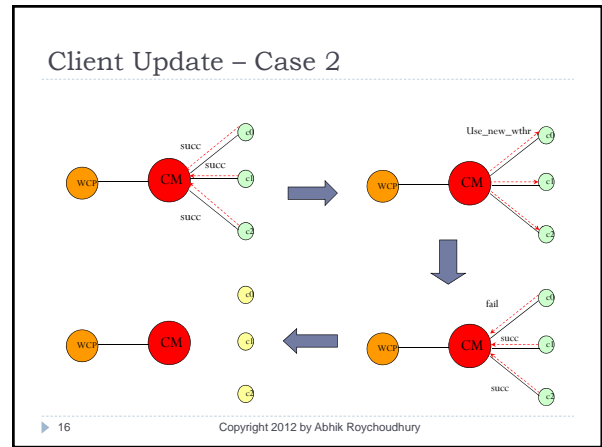 Client Update – Case 2
succ
succ
succ
WCP
CM
c0
c1
c2
Use_new_wthr
WCP
CM
c0
c1
c2
WCP
CM
c0
c1
c2
fail
succ
succ
WCP
CM
c0
c1
c2
16
Copyright 2012 by Abhik Roychoudhury